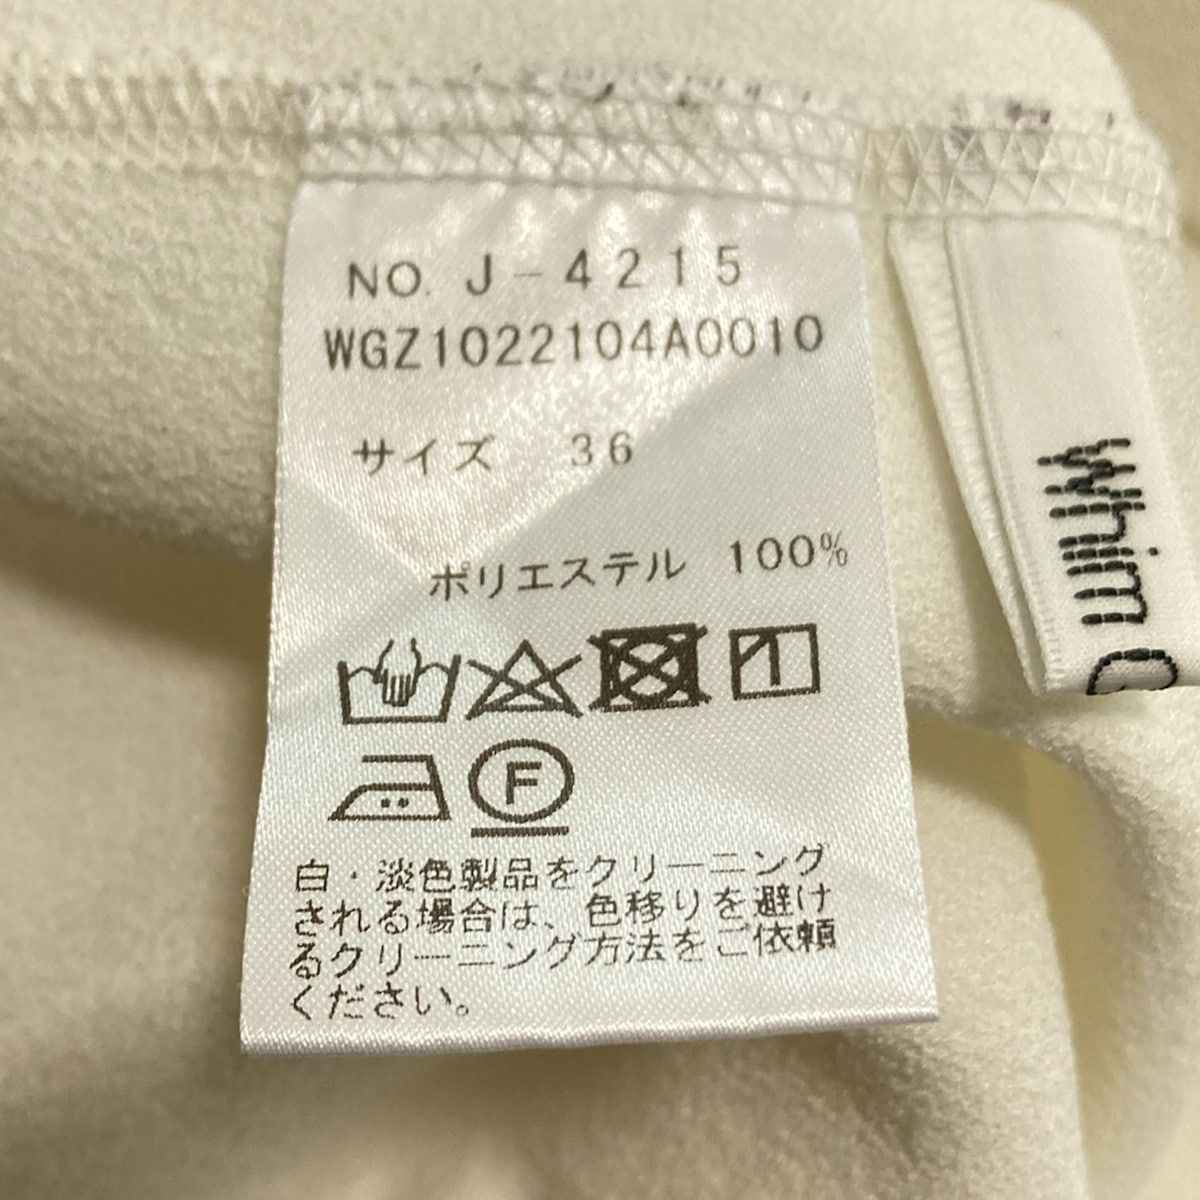 NO. J-4215
WGZ1022104A0010
サイズ 36
ポリエステル 100%
F
白・淡色製品をクリーニング
される場合は、色移りを避け
るクリーニング方法をご依頼
ください。
Whim